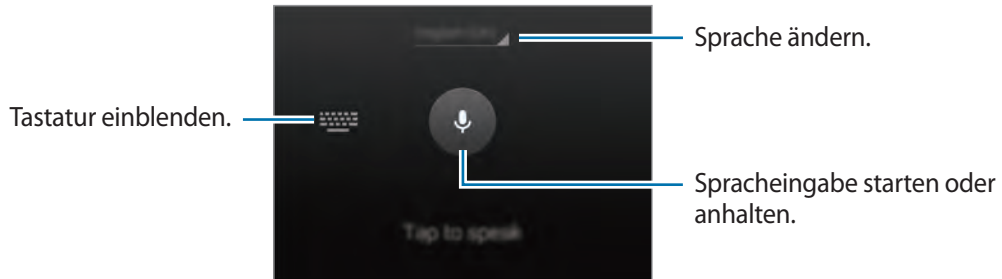 Sprache ändern.
Tastatur einblenden.
Spracheingabe starten oder
anhalten.
Tap to speak